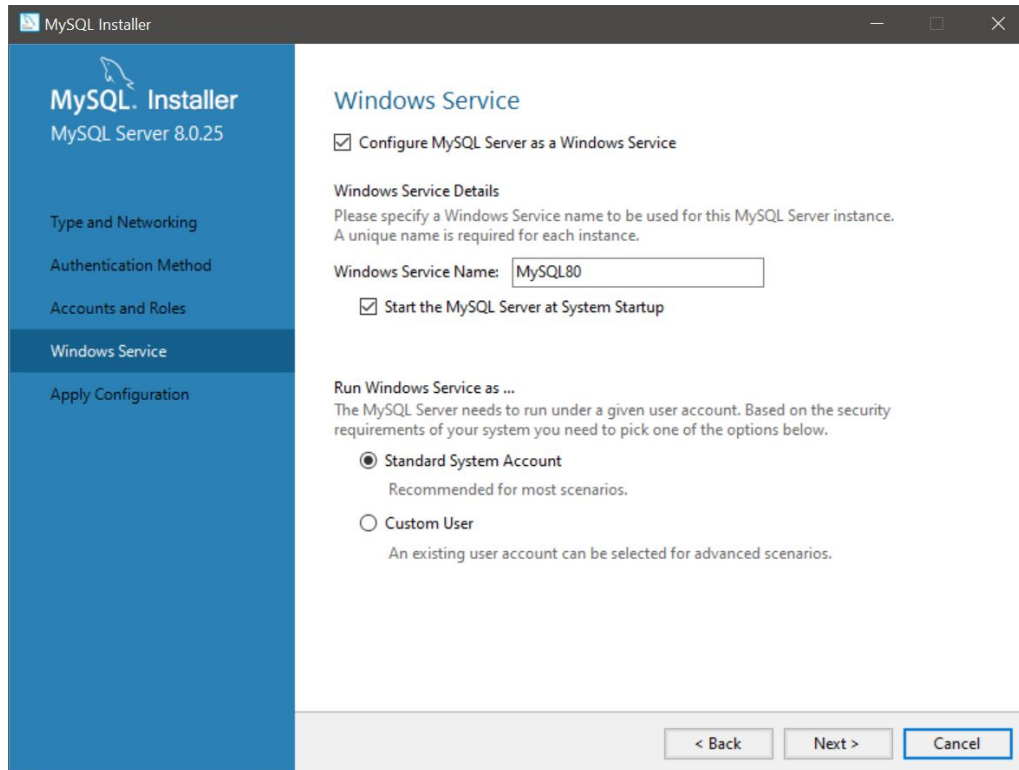 MySQL Installer
MySQL. Installer
MySQL Server 8.0.25
Type and Networking
Authentication Method
Accounts and Roles
Windows Service
Apply Configuration
Windows Service
Configure MySQL Server as a Windows Service
Windows Service Details
Please specify a Windows Service name to be used for this MySQL Server instance.
A unique name is required for each instance.
Windows Service Name: MySQL80
Start the MySQL Server at System Startup
Run Windows Service as ...
The MySQL Server needs to run under a given user account. Based on the security
requirements of your system you need to pick one of the options below.
Standard System Account
Recommended for most scenarios.
Custom User
An existing user account can be selected for advanced scenarios.
< Back Next > Cancel